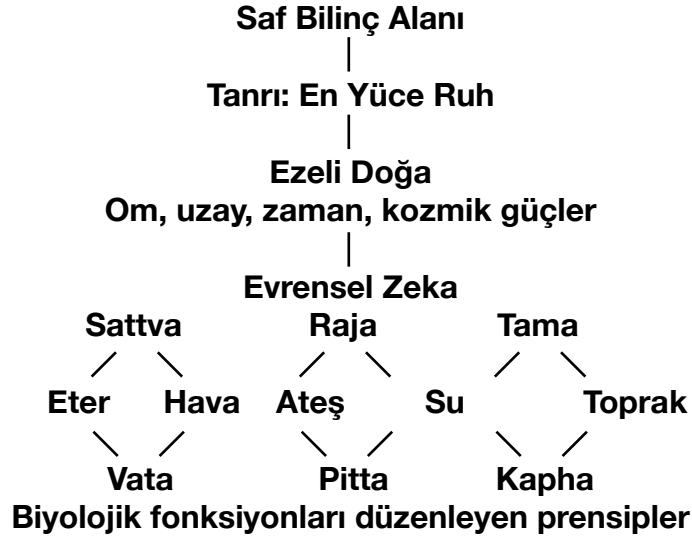 Saf Bilinç Alanı
Tanrı: En Yüce Ruh
Ezeli Doğa
Om, uzay, zaman, kozmik güçler
Evrensel Zeka
Sattva Raja Tama
Eter Hava Ateş Su Toprak
Vata Pitta Kapha
Biyolojik fonksiyonları düzenleyen prensipler